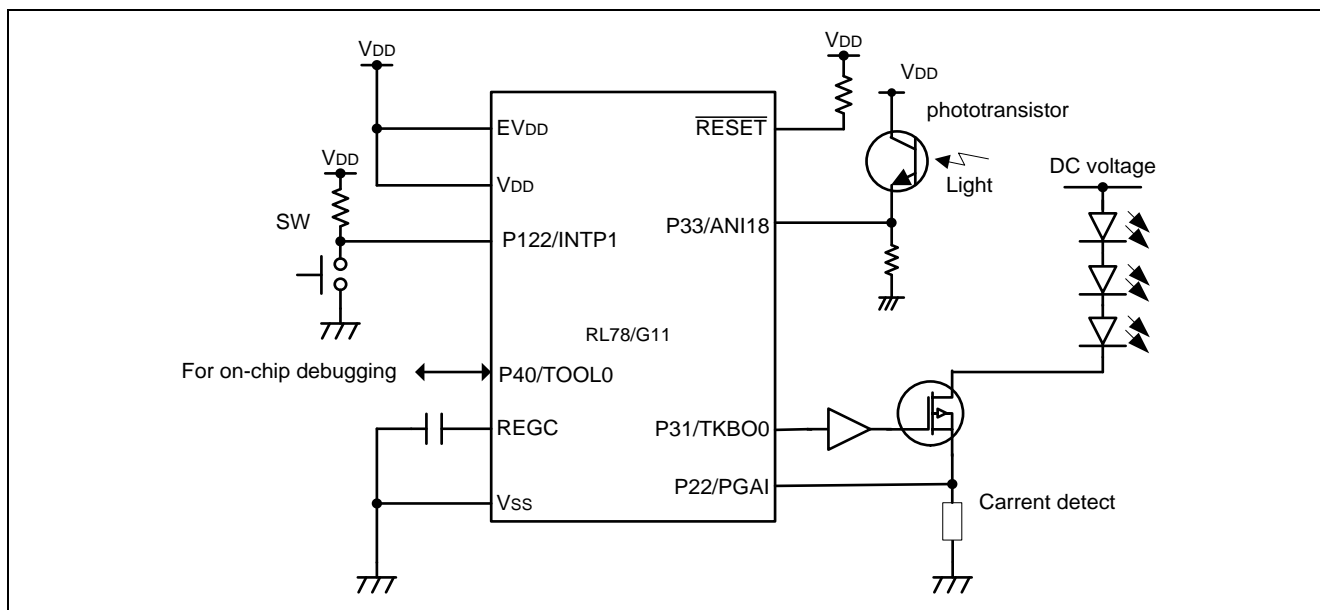 VDD
VDD
VDD
phototransistor
EVDD
RESET
VDD
VDD
Light
DC voltage
SW
P122/INTP1
P33/ANI18
RL78/G11
For on-chip debugging
P40/TOOL0
REGC
P31/TKBO0
P22/PGAI
VSS
Carrent detect